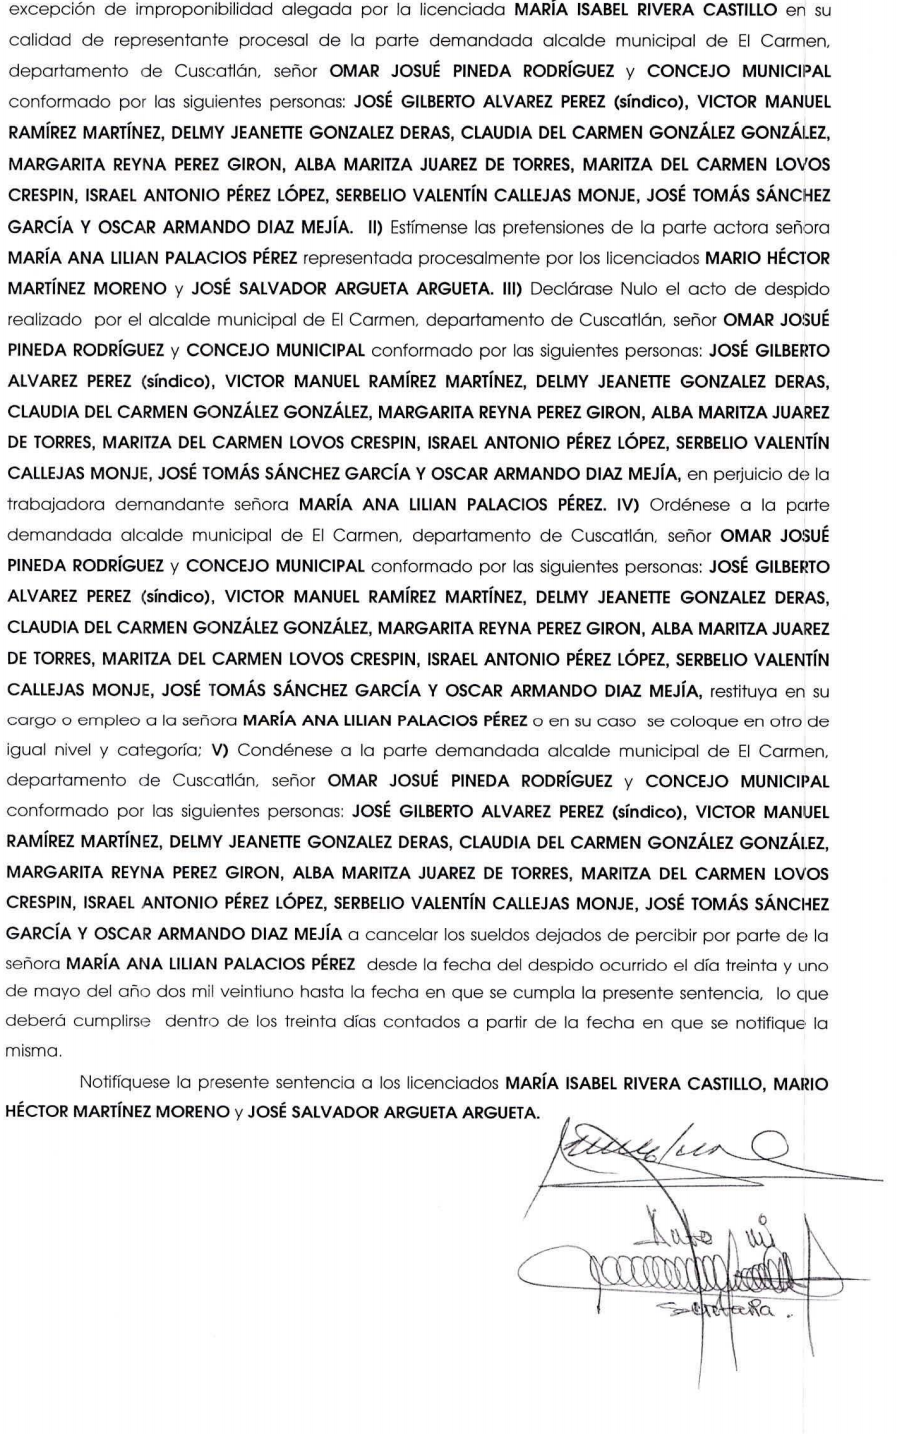 excepción de improponibilidad alegada por la licenciada MARÍA ISABEL RIVERA CASTILLO en su
calidad de representante procesal de la parte demandada alcalde municipal de El Carmen,
departamento de Cuscatlán, señor OMAR JOSUÉ PINEDA RODRÍGUEZ y CONCEJO MUNICIPAL
conformado por las siguientes personas: JOSÉ GILBERTO ALVAREZ PEREZ (síndico), VICTOR MANUEL
RAMÍREZ MARTÍNEZ, DELMY JEANETTE GONZALEZ DERAS, CLAUDIA DEL CARMEN GONZÁLEZ GONZÁLEZ,
MARGARITA REYNA PEREZ GIRON, ALBA MARITZA JUAREZ DE TORRES, MARITZA DEL CARMEN LOVOS
CRESPIN, ISRAEL ANTONIO PÉREZ LÓPEZ, SERBELIO VALENTÍN CALLEJAS MONJE, JOSÉ TOMÁS SÁNCHEZ
GARCÍA Y OSCAR ARMANDO DIAZ MEJÍA. II) Estímense las pretensiones de la parte actora señora
MARÍA ANA LILIAN PALACIOS PÉREZ representada procesalmente por los licenciados MARIO HÉCTOR
MARTÍNEZ MORENO y JOSÉ SALVADOR ARGUETA ARGUETA. III) Declárase Nulo el acto de despido
realizado por el alcalde municipal de El Carmen, departamento de Cuscatlán, señor OMAR JOSUÉ
PINEDA RODRÍGUEZ y CONCEJO MUNICIPAL conformado por las siguientes personas: JOSÉ GILBERTO
ALVAREZ PEREZ (síndico), VICTOR MANUEL RAMÍREZ MARTÍNEZ, DELMY JEANETTE GONZALEZ DERAS,
CLAUDIA DEL CARMEN GONZÁLEZ GONZÁLEZ, MARGARITA REYNA PEREZ GIRON, ALBA MARITZA JUAREZ
DE TORRES, MARITZA DEL CARMEN LOVOS CRESPIN, ISRAEL ANTONIO PÉREZ LÓPEZ, SERBELIO VALENTÍN
CALLEJAS MONJE, JOSÉ TOMÁS SÁNCHEZ GARCÍA Y OSCAR ARMANDO DIAZ MEJÍA, en perjuicio de la
trabajadora demandante señora MARÍA ANA LILIAN PALACIOS PÉREZ. IV) Ordénese a la parte
demandada alcalde municipal de El Carmen, departamento de Cuscatlán, señor OMAR JOSUÉ
PINEDA RODRÍGUEZ y CONCEJO MUNICIPAL conformado por las siguientes personas: JOSÉ GILBERTO
ALVAREZ PEREZ (síndico), VICTOR MANUEL RAMÍREZ MARTÍNEZ, DELMY JEANETTE GONZALEZ DERAS,
CLAUDIA DEL CARMEN GONZÁLEZ GONZÁLEZ, MARGARITA REYNA PEREZ GIRON, ALBA MARITZA JUAREZ
DE TORRES, MARITZA DEL CARMEN LOVOS CRESPIN, ISRAEL ANTONIO PÉREZ LÓPEZ, SERBELIO VALENTÍN
CALLEJAS MONJE, JOSÉ TOMÁS SÁNCHEZ GARCÍA Y OSCAR ARMANDO DIAZ MEJÍA, restituya en su
cargo o empleo a la señora MARÍA ANA LILIAN PALACIOS PÉREZ o en su caso se coloque en otro de
igual nivel y categoría; V) Condénese a la parte demandada alcalde municipal de El Carmen,
departamento de Cuscatlán, señor OMAR JOSUÉ PINEDA RODRÍGUEZ y CONCEJO MUNICIPAL
conformado por las siguientes personas: JOSÉ GILBERTO ALVAREZ PEREZ (síndico), VICTOR MANUEL
RAMÍREZ MARTÍNEZ, DELMY JEANETTE GONZALEZ DERAS, CLAUDIA DEL CARMEN GONZÁLEZ GONZÁLEZ,
MARGARITA REYNA PEREZ GIRON, ALBA MARITZA JUAREZ DE TORRES, MARITZA DEL CARMEN LOVOS
CRESPIN, ISRAEL ANTONIO PÉREZ LÓPEZ, SERBELIO VALENTÍN CALLEJAS MONJE, JOSÉ TOMÁS SÁNCHEZ
GARCÍA Y OSCAR ARMANDO DIAZ MEJÍA a cancelar los sueldos dejados de percibir por parte de la
señora MARÍA ANA LILIAN PALACIOS PÉREZ desde la fecha del despido ocurrido el día treinta y uno
de mayo del año dos mil veintiuno hasta la fecha en que se cumpla la presente sentencia, lo que
deberá cumplirse dentro de los treinta días contados a partir de la fecha en que se notifique la
misma.
Notifíquese la presente sentencia a los licenciados MARÍA ISABEL RIVERA CASTILLO, MARIO
HÉCTOR MARTÍNEZ MORENO y JOSÉ SALVADOR ARGUETA ARGUETA.
Ante mi
Secretaria.